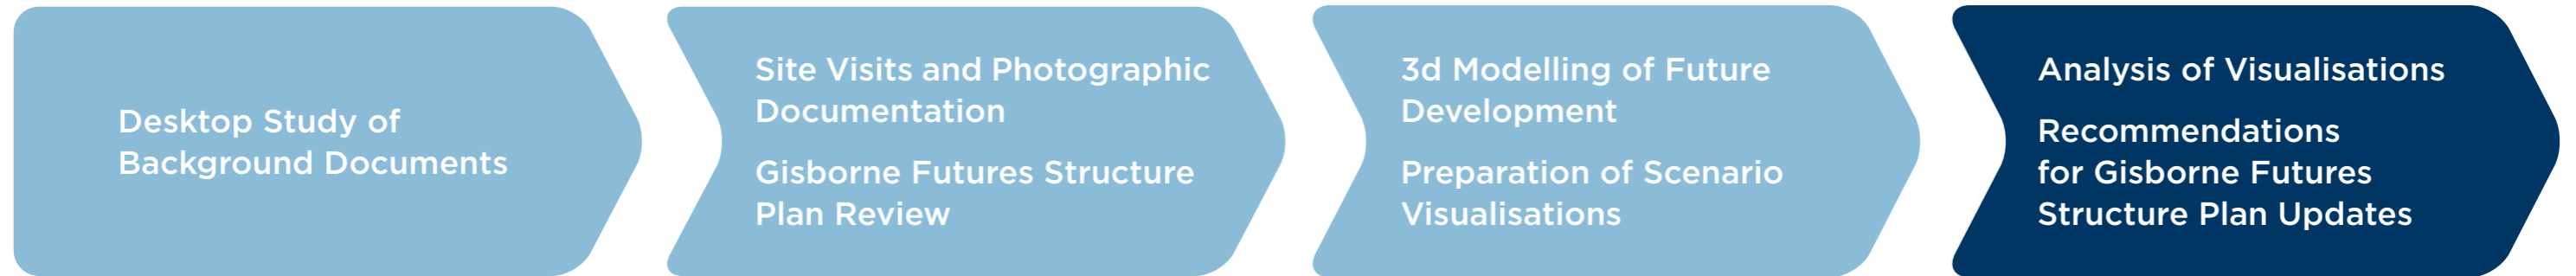 Desktop Study of
Background Documents
Site Visits and Photographic
Documentation
Gisborne Futures Structure
Plan Review
3d Modelling of Future
Development
Preparation of Scenario
Visualisations
Analysis of Visualisations
Recommendations
for Gisborne Futures
Structure Plan Updates